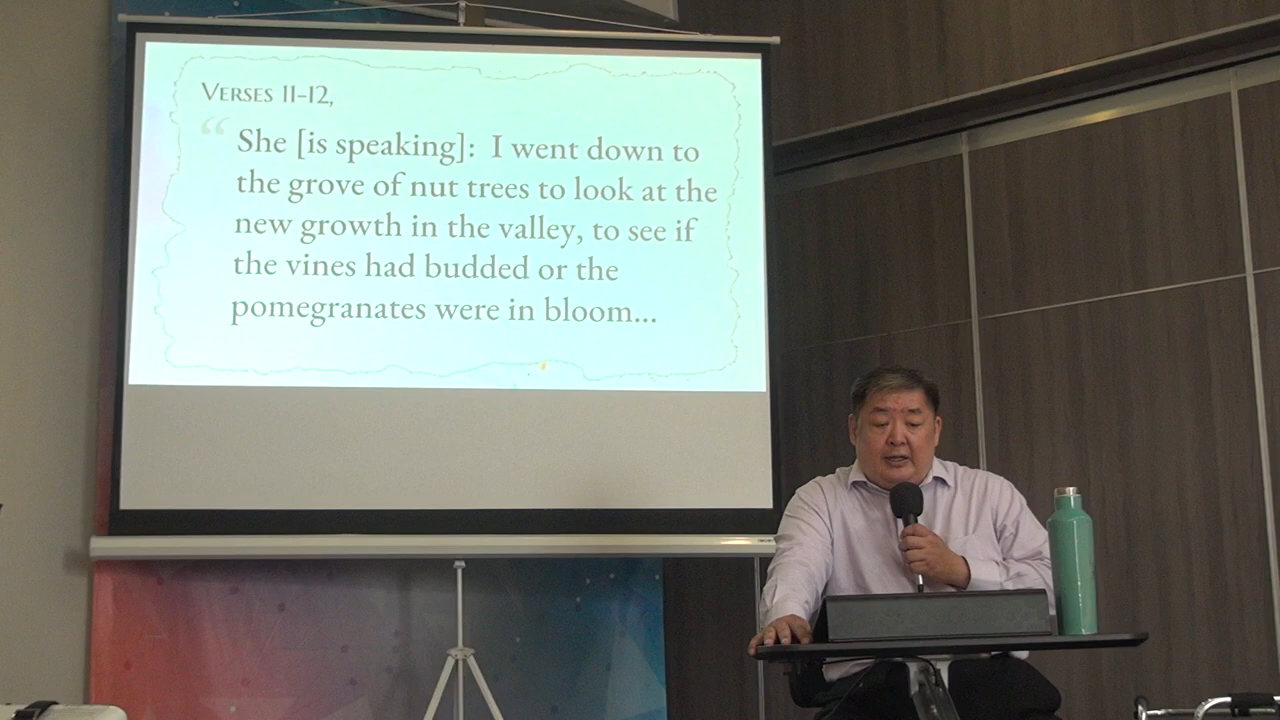 VERSES 11-12,
“
She [is speaking]: I went down to
the grove of nut trees to look at the
new growth in the valley, to see if
the vines had budded or the
pomegranates were in bloom...